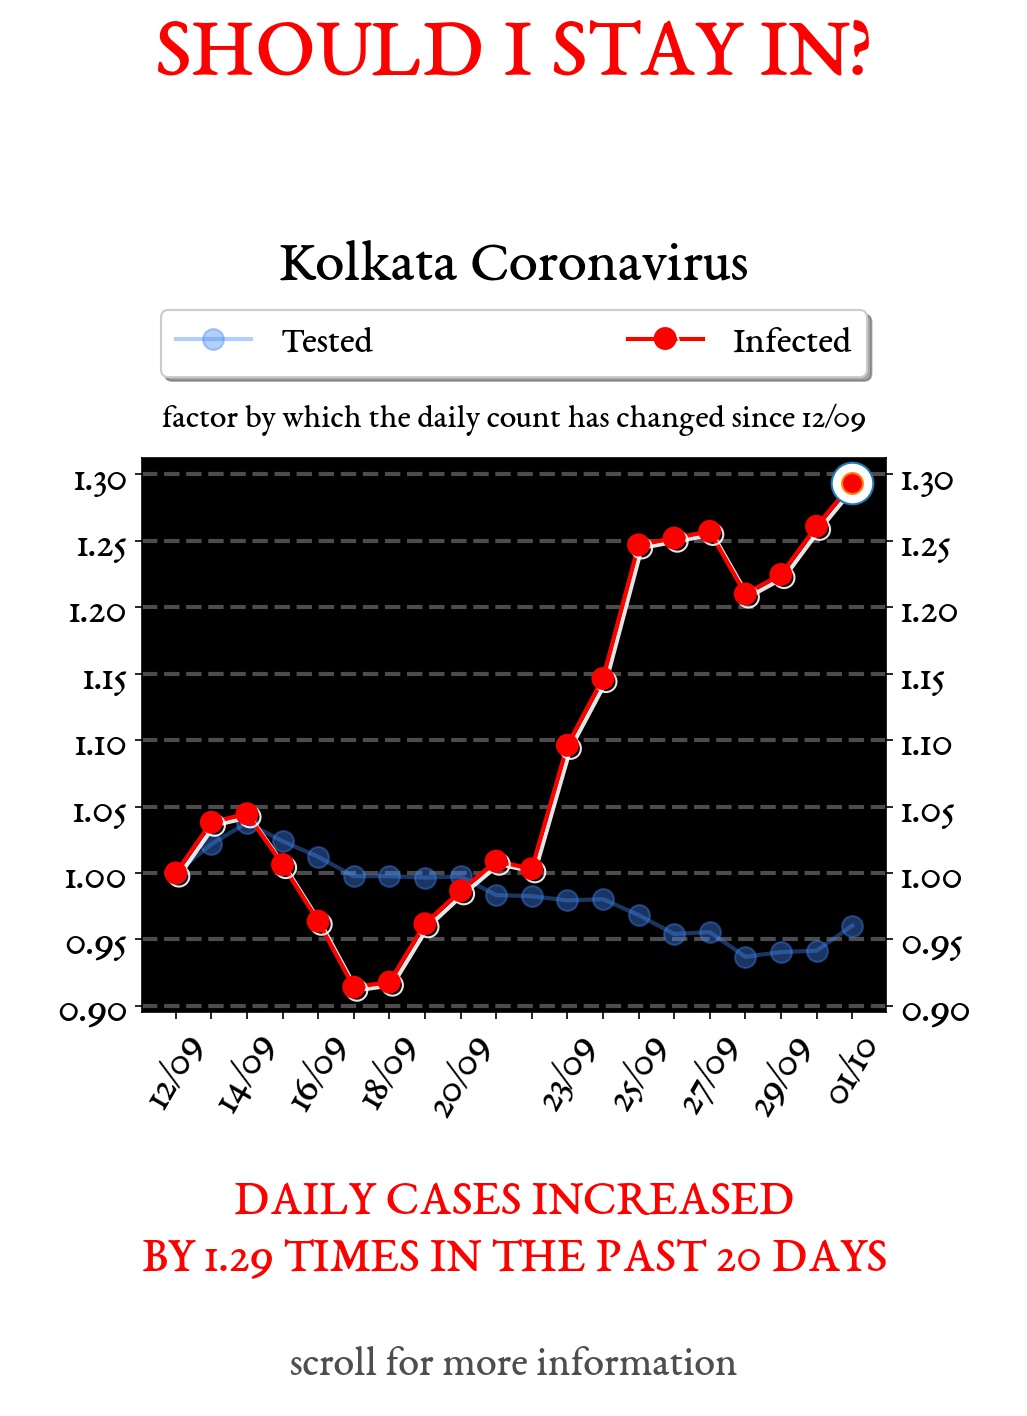 SHOULD I STAY IN?
Kolkata Coronavirus
Tested Infected
factor by which the daily count has changed since 12/09
1.30 1.30
1.25 1.25
1.20 1.20
1.15 1.15
1.10 1.10
1.05 1.05
1.00 1.00
0.95 0.95
0.90 0.90
12/09 14/09 16/09 18/09 20/09 23/09 25/09 27/09 29/09 01/10
DAILY CASES INCREASED
BY 1.29 TIMES IN THE PAST 20 DAYS
scroll for more information